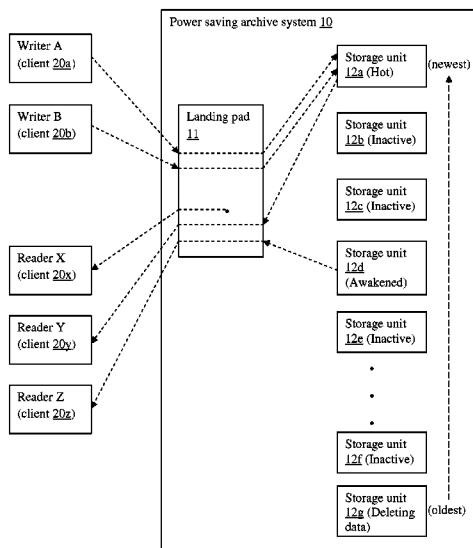 Power saving archive system 10
Writer A
(client 20a)
Writer B
(client 20b)
Reader X
(client 20x)
Reader Y
(client 20y)
Reader Z
(client 20z)
Landing pad
11
Storage unit
12a (Hot)
(newest)
Storage unit
12b (Inactive)
Storage unit
12c (Inactive)
Storage unit
12d
(Awakened)
Storage unit
12e (Inactive)
Storage unit
12f (Inactive)
Storage unit
12g (Deleting
data)
(oldest)